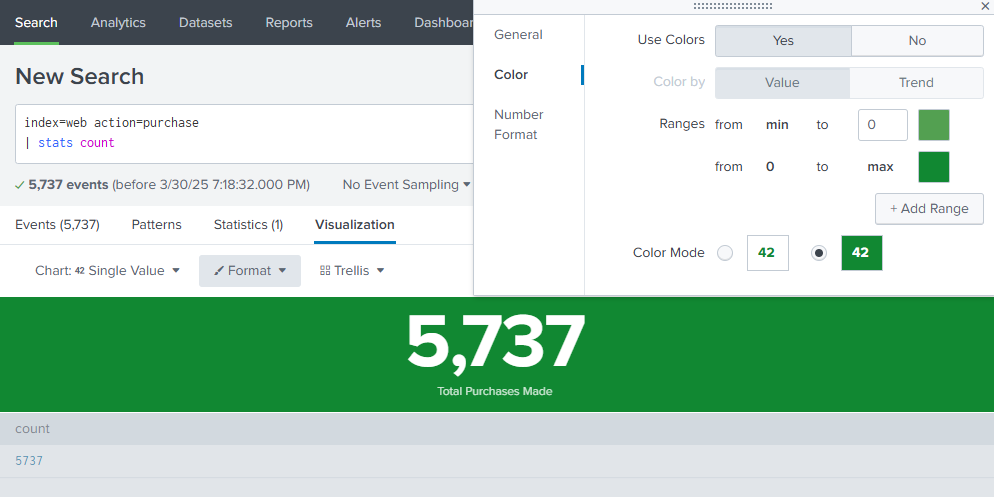 Search Analytics Datasets Reports Alerts Dashboar
New Search
index=web action=purchase
| stats count
5,737 events (before 3/30/25 7:18:32.000 PM) No Event Sampling
Events (5,737) Patterns Statistics (1) Visualization
Chart: 42 Single Value Format Trellis
General
Color
Number
Format
Use Colors Yes No
Color by Value Trend
Ranges from min to 0
from 0 to max
+ Add Range
Color Mode 42 42
5,737
Total Purchases Made
count
5737